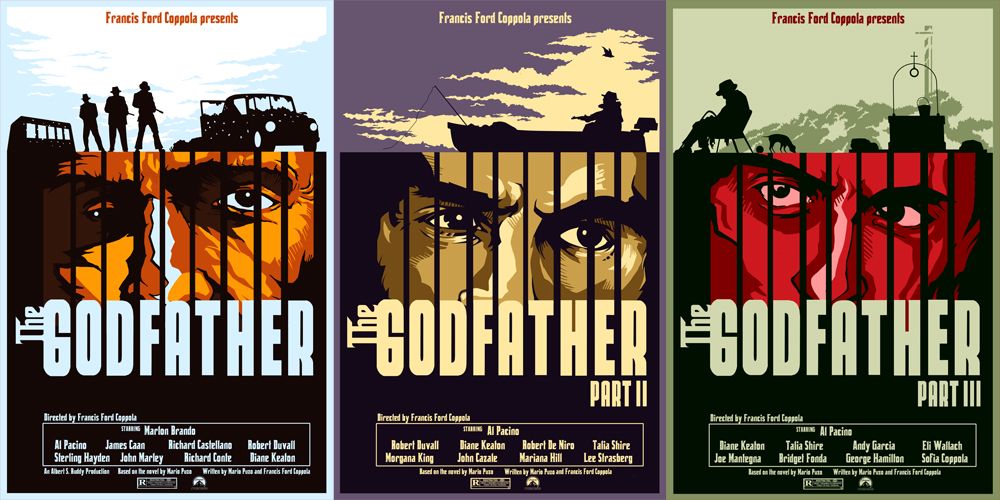 Francis Ford Coppola presents
The
GODFATHER
Directed by Francis Ford Coppola
STARRING Marlon Brando
Al Pacino James Caan Richard Castellano Robert Duvall
Sterling Hayden John Marley Richard Conte Diane Keaton
An Albert S. Ruddy Production Based on the novel by Mario Puzo Written by Mario Puzo and Francis Ford Coppola
R
Francis Ford Coppola presents
The
GODFATHER
PART II
Directed by Francis Ford Coppola
STARRING Al Pacino
Robert Duvall Diane Keaton Robert De Niro Talia Shire
Morgana King John Cazale Mariana Hill Lee Strasberg
Based on the novel by Mario Puzo Written by Mario Puzo and Francis Ford Coppola
R
Francis Ford Coppola presents
The
GODFATHER
PART III
Directed by Francis Ford Coppola
STARRING Al Pacino
Diane Keaton Talia Shire Andy Garcia Eli Wallach
Joe Mantegna Bridget Fonda George Hamilton Sofia Coppola
Based on the novel by Mario Puzo Written by Mario Puzo and Francis Ford Coppola
R